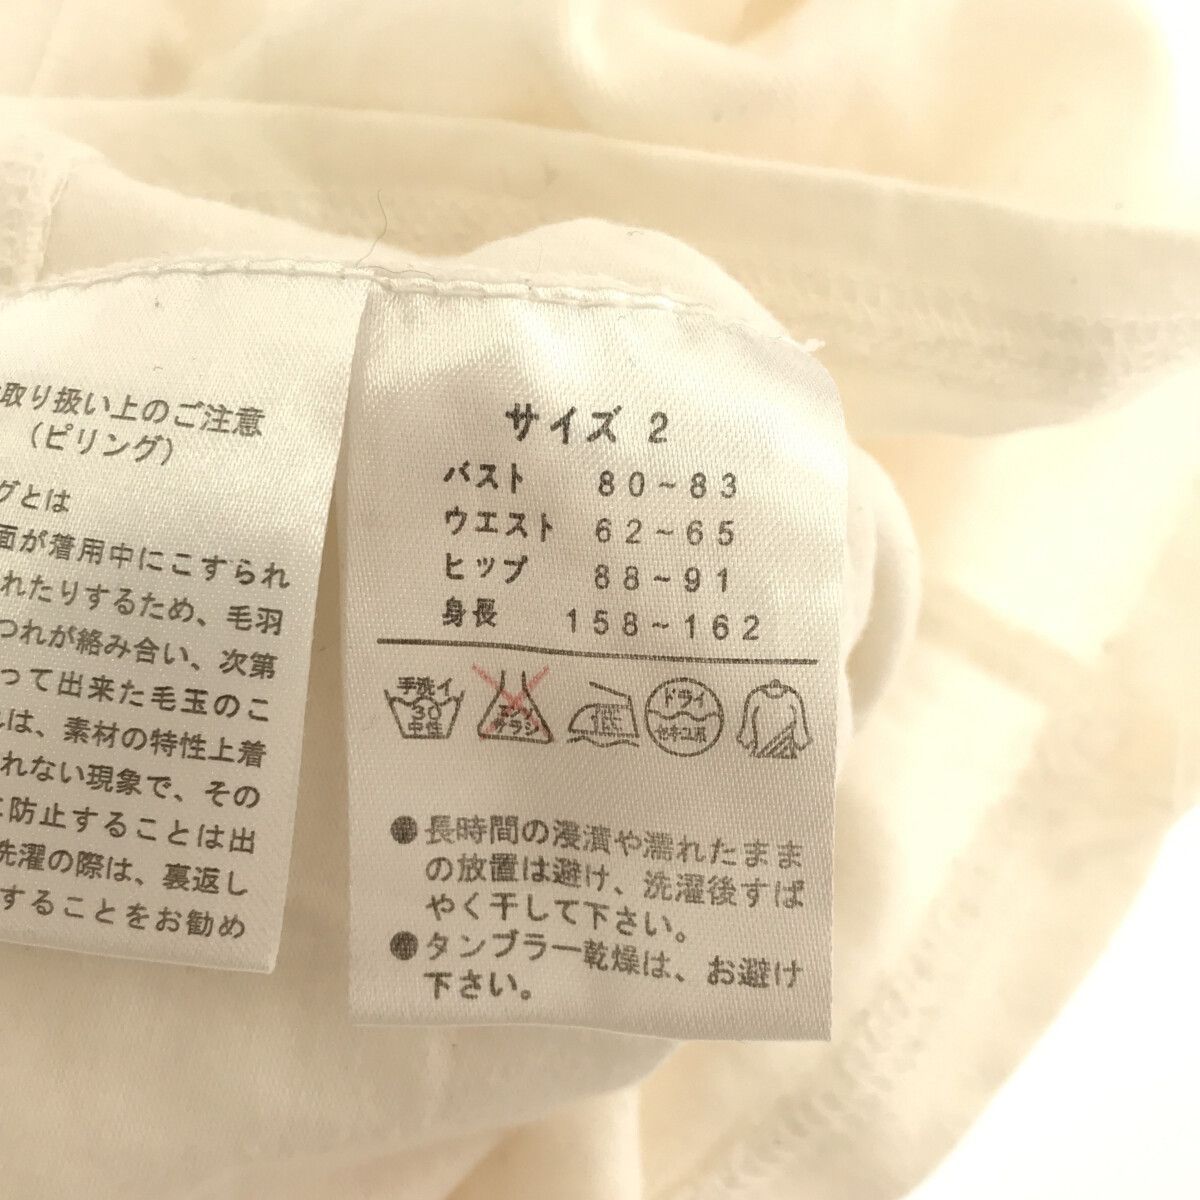 取り扱い上のご注意
(ピリング)
グとは
面が着用中にこすられ
れたりするため、毛羽
つれが絡み合い、次第
って出来た毛玉のこ
は、素材の特性上着
れない現象で、その
防止することは出
洗濯の際は、裏返し
することをお勧め
サイズ 2
バスト 80~83
ウエスト 62~65
ヒップ 88~91
身長 158~162
手洗イ
30
中性
エンソ
サラシ
低
ドライ
セキユ系
●長時間の浸漬や濡れたまま
の放置は避け、洗濯後すば
やく干して下さい。
●タンブラー乾燥は、お避け
下さい。